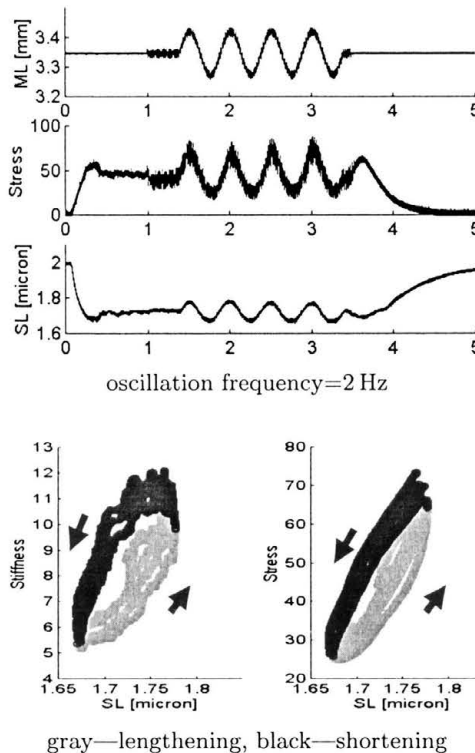 ML [mm]
3.4
3.3
3.2
0 1 2 3 4 5
Stress
100
50
0
0 1 2 3 4 5
SL [micron]
2
1.8
1.6
0 1 2 3 4 5
oscillation frequency=2 Hz
Stiffness
13
12
11
10
9
8
7
6
5
4
1.65 1.7 1.75 1.8
SL [micron]
Stress
80
70
60
50
40
30
20
1.65 1.7 1.75 1.8
SL [micron]
gray—lengthening, black—shortening